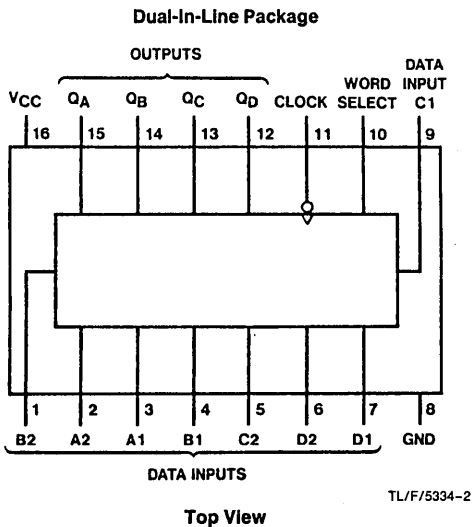 Dual-In-Line Package
OUTPUTS
DATA
INPUT
C1
WORD
SELECT
VCC QA QB QC QD CLOCK
16 15 14 13 12 11 10 9
1 2 3 4 5 6 7 8
B2 A2 A1 B1 C2 D2 D1 GND
DATA INPUTS
TL/F/5334-2
Top View